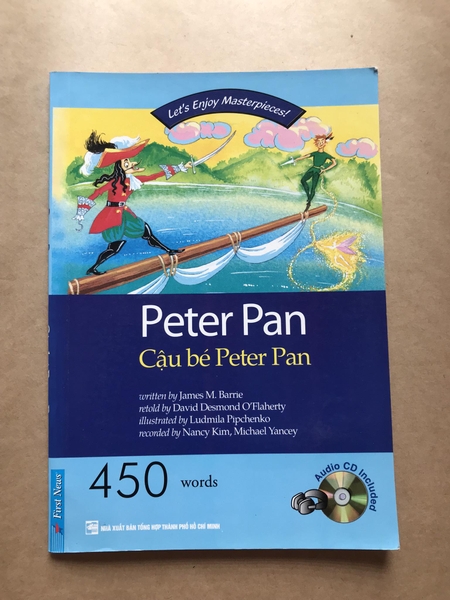 Let's Enjoy Masterpieces!
Peter Pan
Cậu bé Peter Pan
written by James M. Barrie
retold by David Desmond O'Flaherty
illustrated by Ludmila Pipchenko
recorded by Nancy Kim, Michael Yancey
450 words
Audio CD Included
First News
NHÀ XUẤT BẢN TỔNG HỢP THÀNH PHỐ HỒ CHÍ MINH